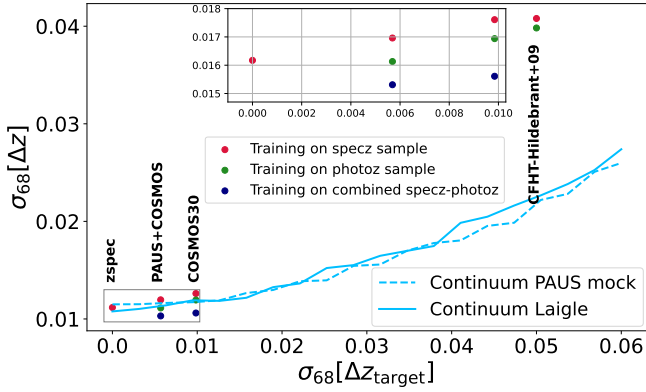 0.018
0.017
0.016
0.015
0.000 0.002 0.004 0.006 0.008 0.010
0.04
0.03
0.02
0.01
σ68[Δz]
Training on specz sample
Training on photoz sample
Training on combined specz-photoz
zspec
PAUS+COSMOS
COSMOS30
CFHT-Hildebrant+09
Continuum PAUS mock
Continuum Laigle
0.0 0.01 0.02 0.03 0.04 0.05 0.06
σ68[Δztarget]